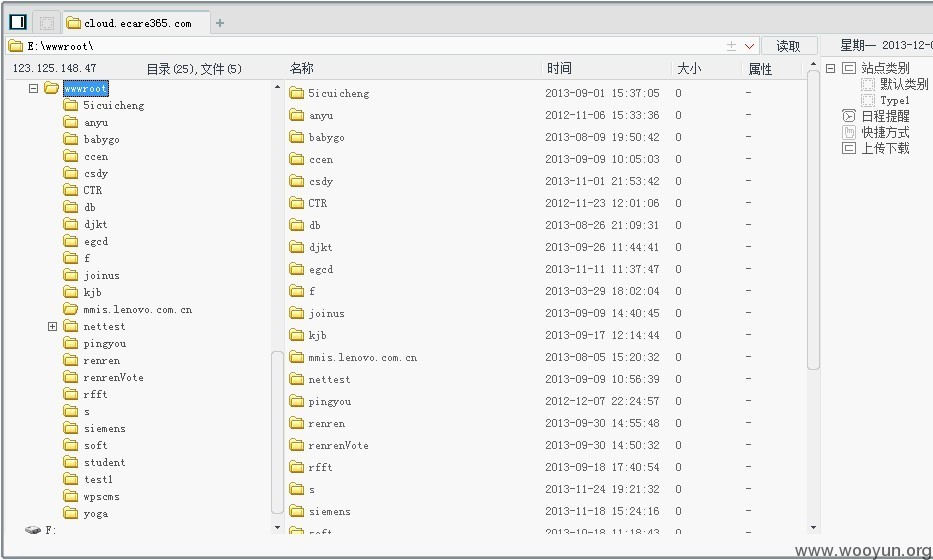 cloud.ecare365.com
E:\wwwroot\
读取
星期一 2013-12-0
123.125.148.47
目录(25),文件(5)
名称 时间 大小 属性
wwwroot
5icuicheng
anyu
babygo
ccen
csdy
CTR
db
djkt
egcd
f
joinus
kjb
mmis.lenovo.com.cn
nettest
pingyou
renren
renrenVote
rfft
s
siemens
soft
student
test1
wpscms
yoga
F:
5icuicheng 2013-09-01 15:37:05 0 -
anyu 2012-11-06 15:33:36 0 -
babygo 2013-08-09 19:50:42 0 -
ccen 2013-09-09 10:05:03 0 -
csdy 2013-11-01 21:53:42 0 -
CTR 2012-11-23 12:01:06 0 -
db 2013-08-26 21:09:31 0 -
djkt 2013-09-26 11:44:41 0 -
egcd 2013-11-11 11:37:47 0 -
f 2013-03-29 18:02:04 0 -
joinus 2013-09-09 14:40:45 0 -
kjb 2013-09-17 12:14:44 0 -
mmis.lenovo.com.cn 2013-08-05 15:20:32 0 -
nettest 2013-09-09 10:56:39 0 -
pingyou 2012-12-07 22:24:57 0 -
renren 2013-09-30 14:55:48 0 -
renrenVote 2013-09-30 14:50:32 0 -
rfft 2013-09-18 17:40:54 0 -
s 2013-11-24 19:21:32 0 -
siemens 2013-11-18 15:24:16 0 -
soft 2013-10-18 11:18:43 0 -
站点类别
默认类别
Type1
日程提醒
快捷方式
上传下载
www.wooyun.org